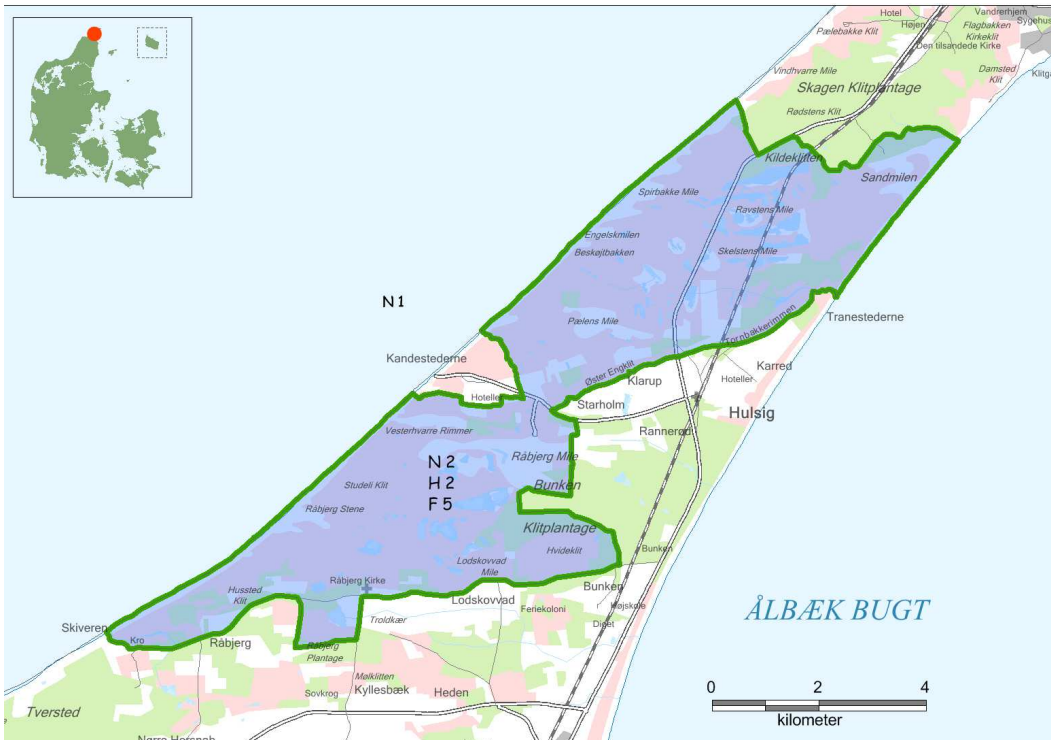 Hotel
Vandrerhjem
Pælebakke Klit
Højen
Flagbakken
Sygehus
Kirkeklit
Den tilsandede Kirke
Vindhvarre Mile
Damsted
Klit
Klitgå
Skagen Klitplantage
Rødstens Klit
Kildeklitten
Sandmilen
Spirbakke Mile
Ravstens Mile
Engelskmilen
Beskøjtbakken
Skelstens Mile
N 1
Pælens Mile
Tranestederne
Tornbakkerimmen
Kandestederne
Øster Engklit
Klarup
Karred
Hoteller
Hoteller
Starholm
Hulsig
Vesterhvarre Rimmer
Rannerød
Råbjerg Mile
N 2
H 2
F 5
Studeli Klit
Bunken
Råbjerg Stene
Klitplantage
Hvideklit
Bunken
Lodskovvad
Mile
Råbjerg Kirke
Hussted
Klit
Bunken
Lodskovvad
Feriekoloni
Højskole
Troldkær
Diget
Skiveren
Kro
Råbjerg
Råbjerg
Plantage
Mølklitten
Sovkrog
Kyllesbæk
Heden
Tversted
ÅLBÆK BUGT
0 2 4
kilometer